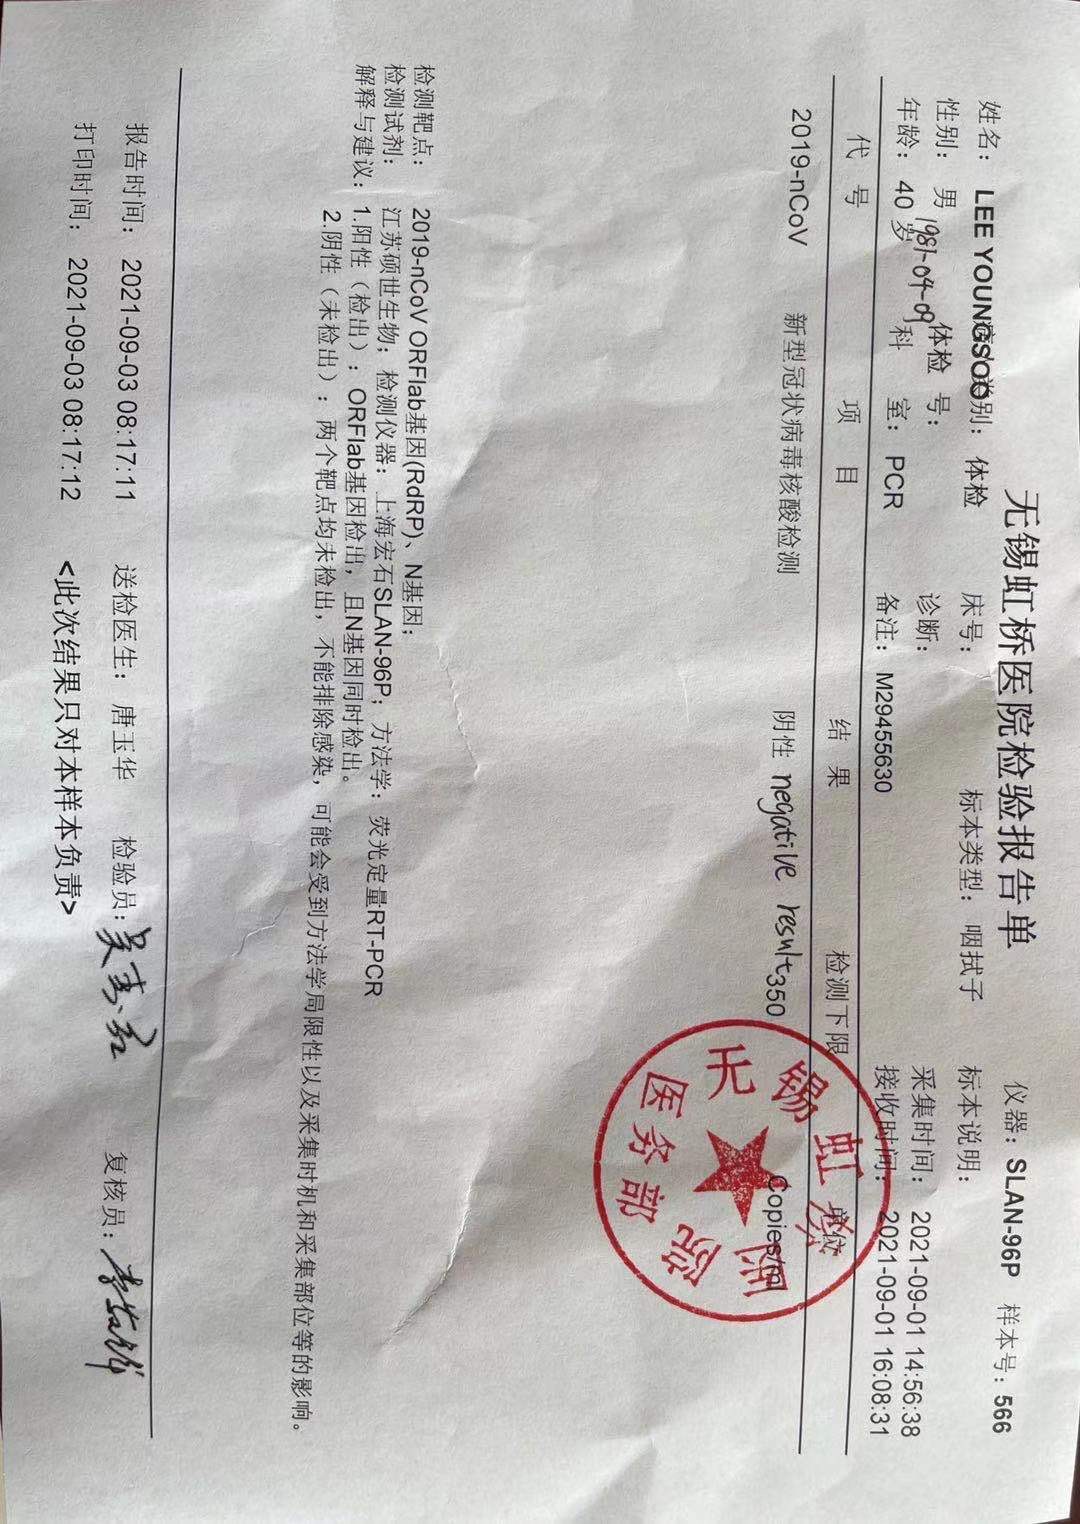 无锡虹桥医院检验报告单
仪器：SLAN-96P 样本号：566
姓名： LEE YOUNGSOO 病人类别： 体检 床号： 标本类型： 咽拭子 标本说明：
性别： 男 体检 号： 诊断： 采集时间： 2021-09-01 14:56:38
1981-04-09
年龄： 40 岁 科 室： PCR 备注： M29455630 接收时间： 2021-09-01 16:08:31
代 号 项 目 结 果 检测下限 单位
2019-nCoV 新型冠状病毒核酸检测 阴性 negative result 350 Copies/ml
无锡虹桥医院
医务部
检测靶点： 2019-nCoV ORFlab基因(RdRP)、N基因；
检测试剂： 江苏硕世生物；检测仪器：上海宏石SLAN-96P；方法学：荧光定量RT-PCR
解释与建议：1.阳性（检出）：ORFlab基因检出，且N基因同时检出。
2.阴性（未检出）：两个靶点均未检出，不能排除感染，可能会受到方法学局限性以及采集时机和采集部位等的影响。
报告时间： 2021-09-03 08:17:11 送检医生： 唐玉华 检验员： 复核员：
打印时间： 2021-09-03 08:17:12 <此次结果只对本样本负责>